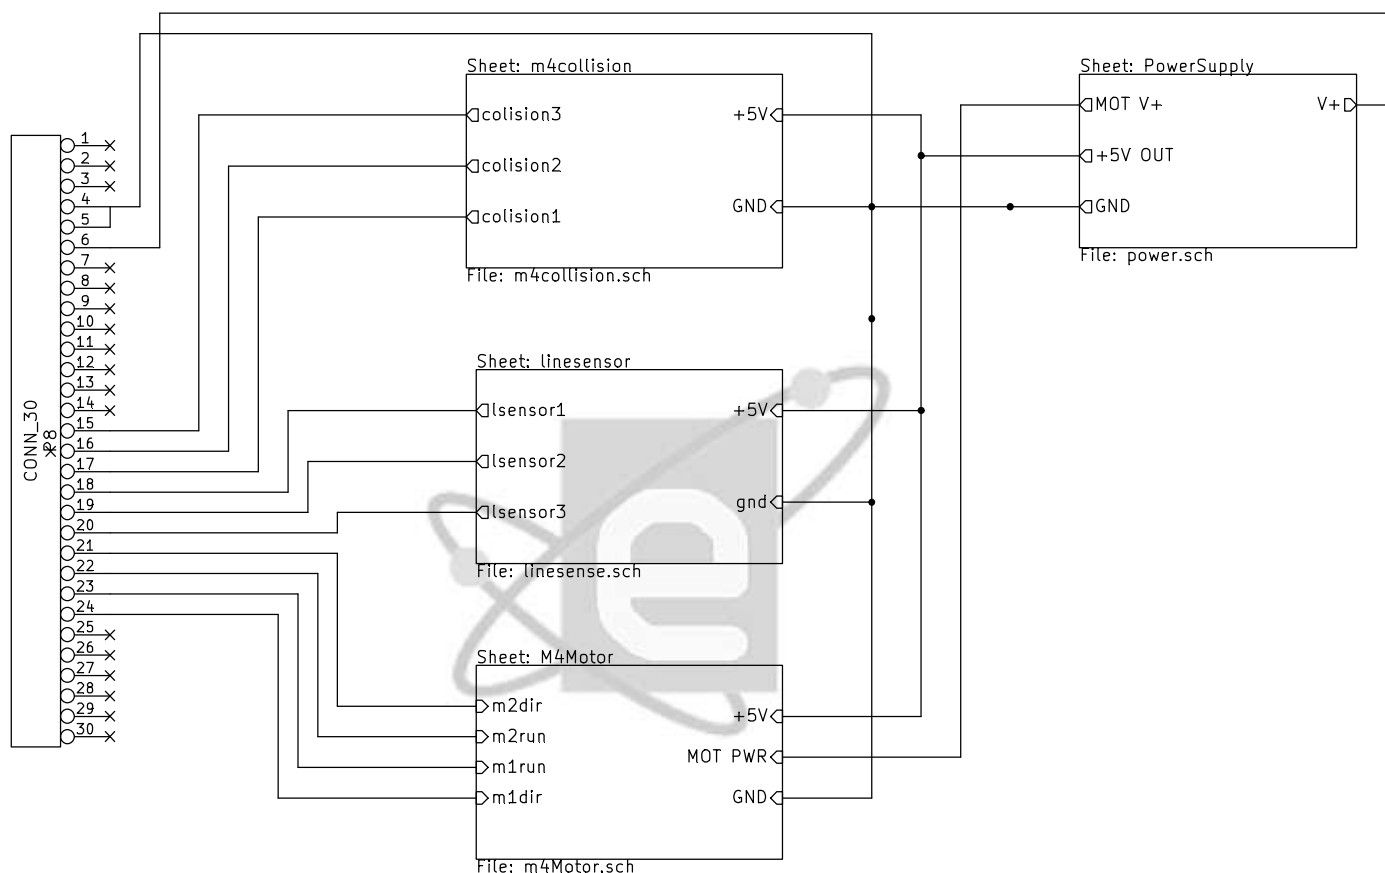 Sheet: m4collision
colision3
colision2
colision1
+5V
GND
File: m4collision.sch
Sheet: PowerSupply
MOT V+
+5V OUT
GND
V+
File: power.sch
CONN_30
P8
1
2
3
4
5
6
7
8
9
10
11
12
13
14
15
16
17
18
19
20
21
22
23
24
25
26
27
28
29
30
Sheet: linesensor
lsensor1
lsensor2
lsensor3
+5V
gnd
File: linesense.sch
Sheet: M4Motor
m2dir
m2run
m1run
m1dir
+5V
MOT PWR
GND
File: m4Motor.sch
e